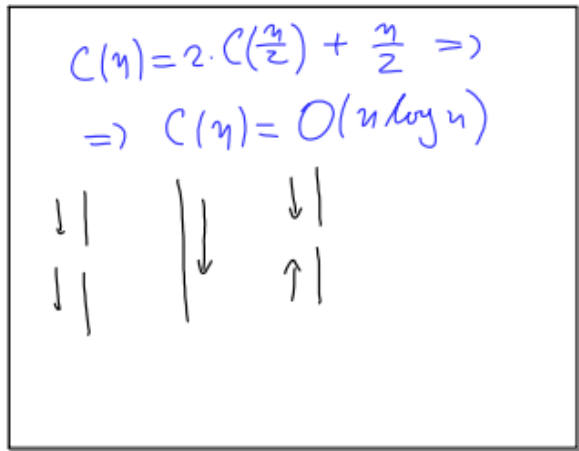 C(n) = 2 · C(n/2) + n/2 =>
=> C(n) = O(n log n)